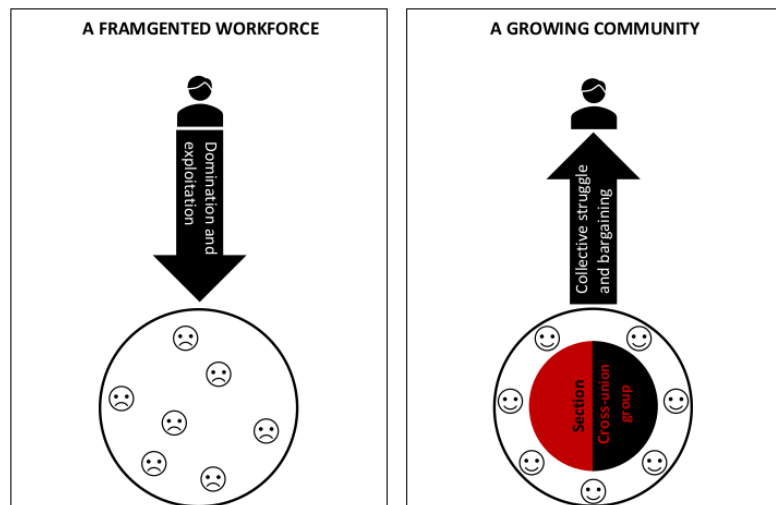 A FRAMGENTED WORKFORCE
Domination and
exploitation
A GROWING COMMUNITY
Collective struggle
and bargaining
Section
Cross-union
group